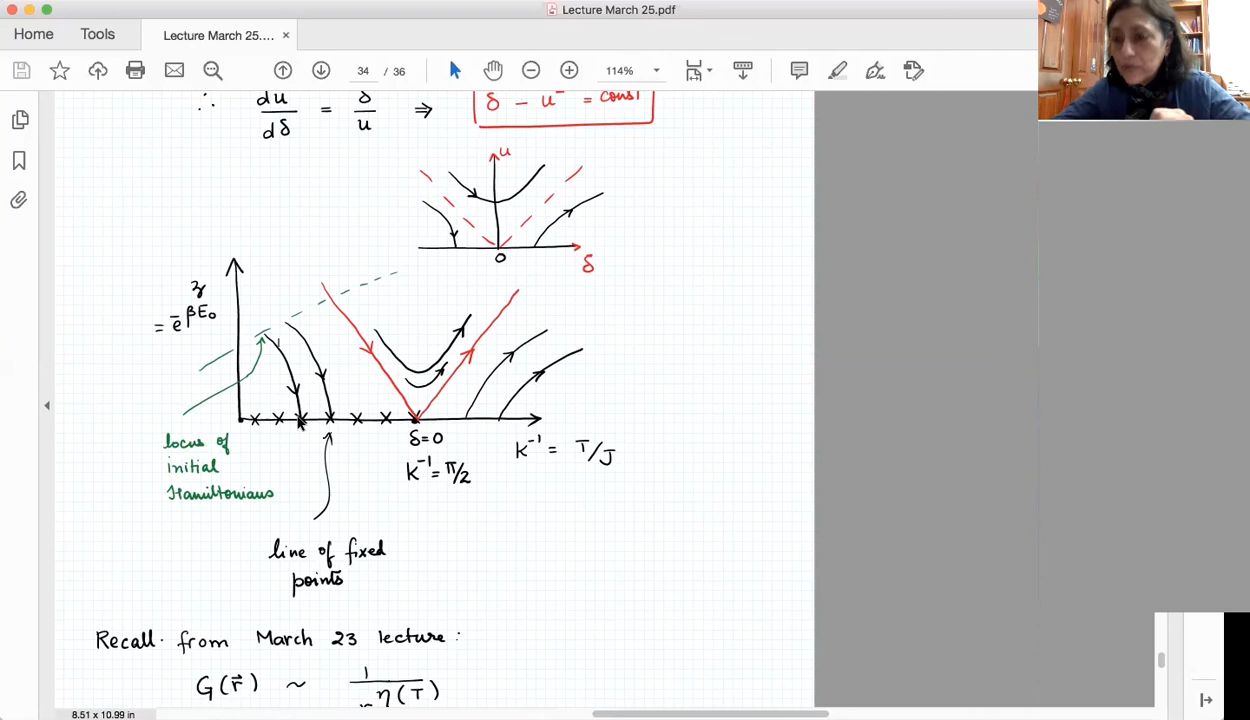 Lecture March 25.pdf
Home
Tools
Lecture March 25....
×
34 / 36
114%
∴ du/dδ = δ/u ⇒ δ² - u² = const
u
0
δ
z
= e^-βE₀
locus of
initial
Hamiltonians
δ=0
K⁻¹ = π/2
K⁻¹ = T/J
line of fixed
points
Recall from March 23 lecture:
G(r⃗) ~ 1/r^η(T)
8.51 x 10.99 in